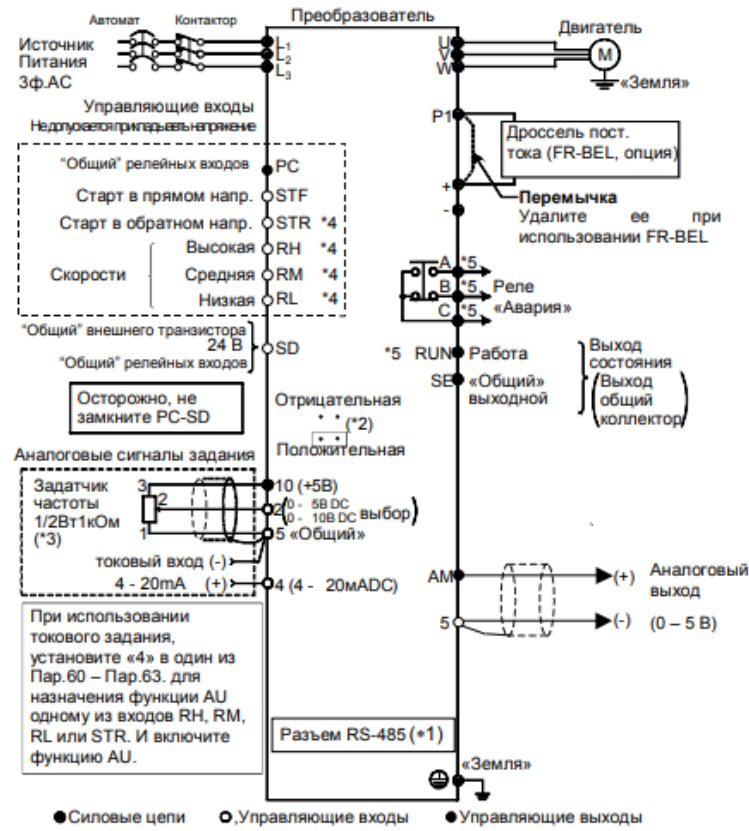 Преобразователь
Автомат
Контактор
Источник
Питания
3ф.AC
L1
L2
L3
U
V
W
Двигатель
M
«Земля»
Управляющие входы
Не допускается прикладывать напряжение
"Общий" релейных входов
PC
Старт в прямом напр.
STF
Старт в обратном напр.
STR *4
Скорости
Высокая
RH *4
Средняя
RM *4
Низкая
RL *4
"Общий" внешнего транзистора
24 В
"Общий" релейных входов
SD
Осторожно, не
замкните PC-SD
P1
+
-
Дроссель пост.
тока (FR-BEL, опция)
Перемычка
Удалите ее при
использовании FR-BEL
A *5
B *5
C *5
Реле
«Авария»
*5 RUN
Работа
SE
«Общий»
выходной
Выход
состояния
(Выход
общий
коллектор)
Отрицательная
(*2)
Положительная
Аналоговые сигналы задания
Задатчик
частоты
1/2Вт1кОм
(*3)
3
2
1
10 (+5В)
2
(0 - 5В DC
0 - 10В DC выбор)
5 «Общий»
токовый вход (-)
4 - 20mA (+)
4 (4 - 20мADC)
AM
5
(+)
(-)
Аналоговый
выход
(0 – 5 В)
При использовании
токового задания,
установите «4» в один из
Пар.60 – Пар.63. для
назначения функции AU
одному из входов RH, RM,
RL или STR. И включите
функцию AU.
Разъем RS-485 (*1)
«Земля»
Силовые цепи
,Управляющие входы
Управляющие выходы